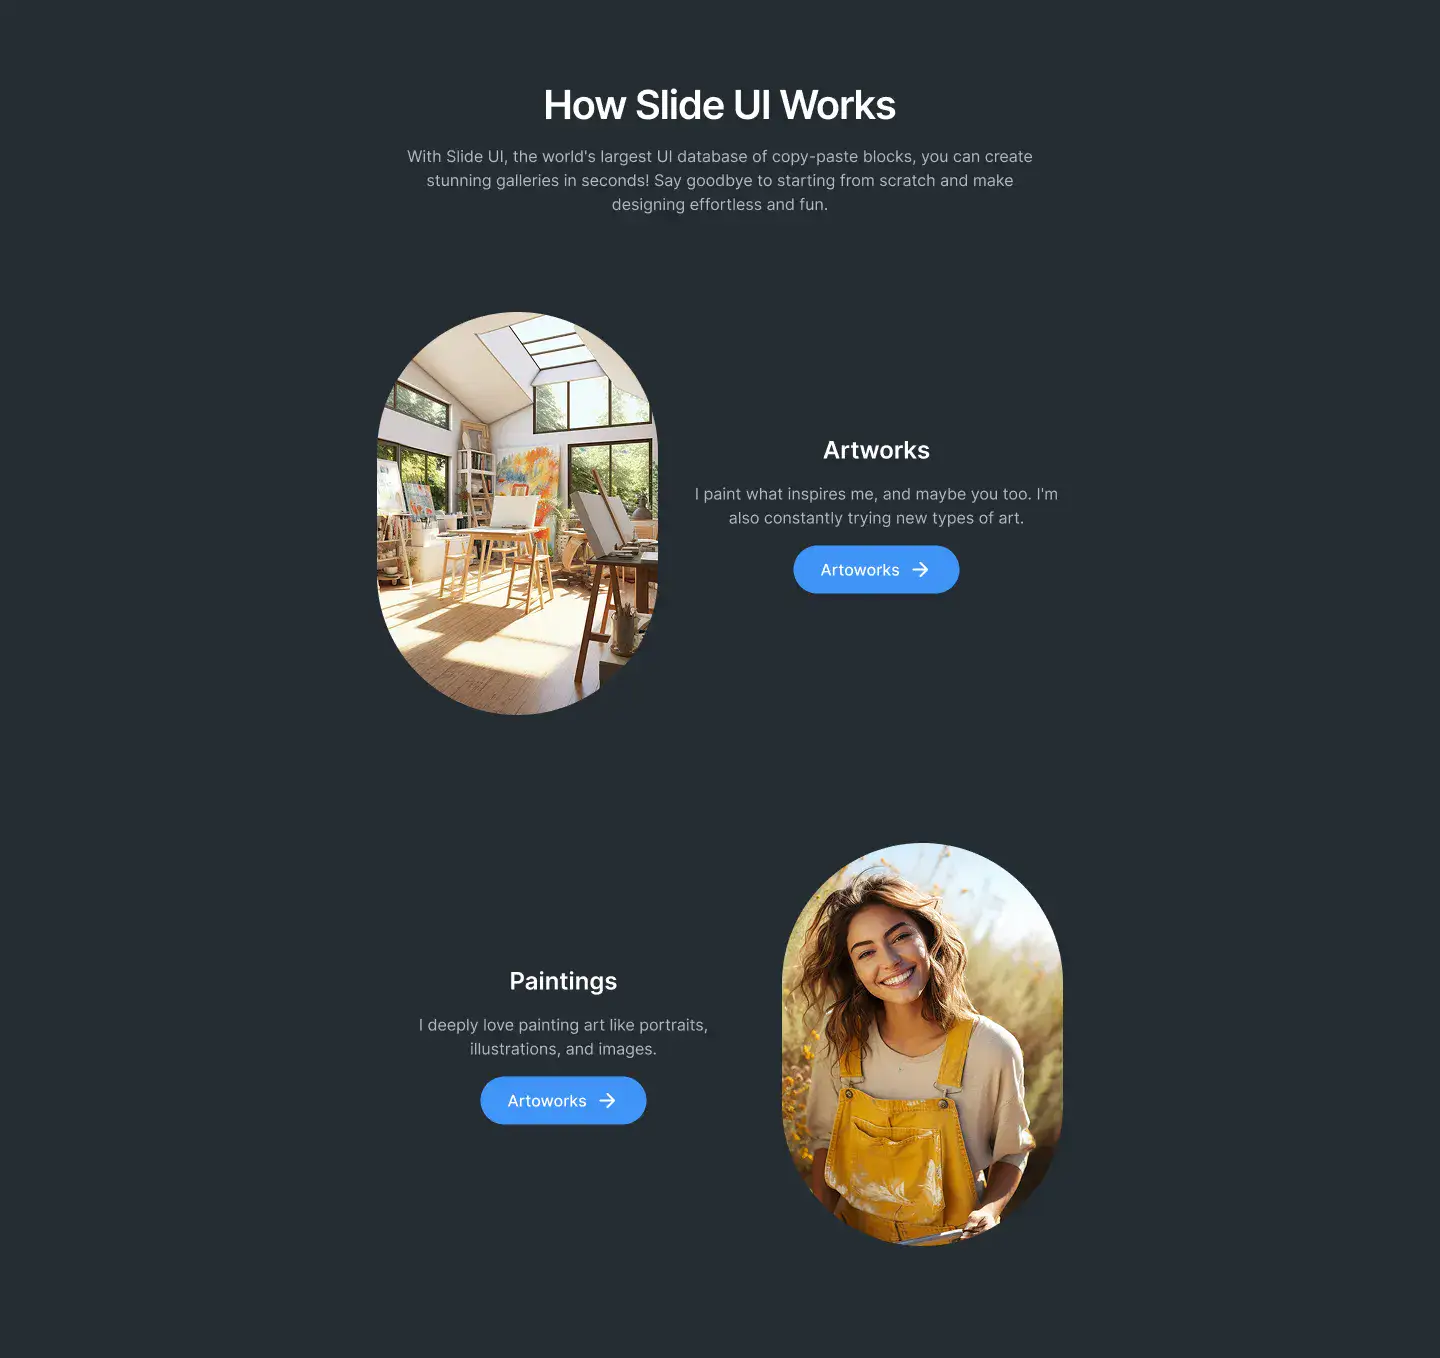 How Slide UI Works
With Slide UI, the world's largest UI database of copy-paste blocks, you can create
stunning galleries in seconds! Say goodbye to starting from scratch and make
designing effortless and fun.
Artworks
I paint what inspires me, and maybe you too. I'm
also constantly trying new types of art.
Artoworks
Paintings
I deeply love painting art like portraits,
illustrations, and images.
Artoworks